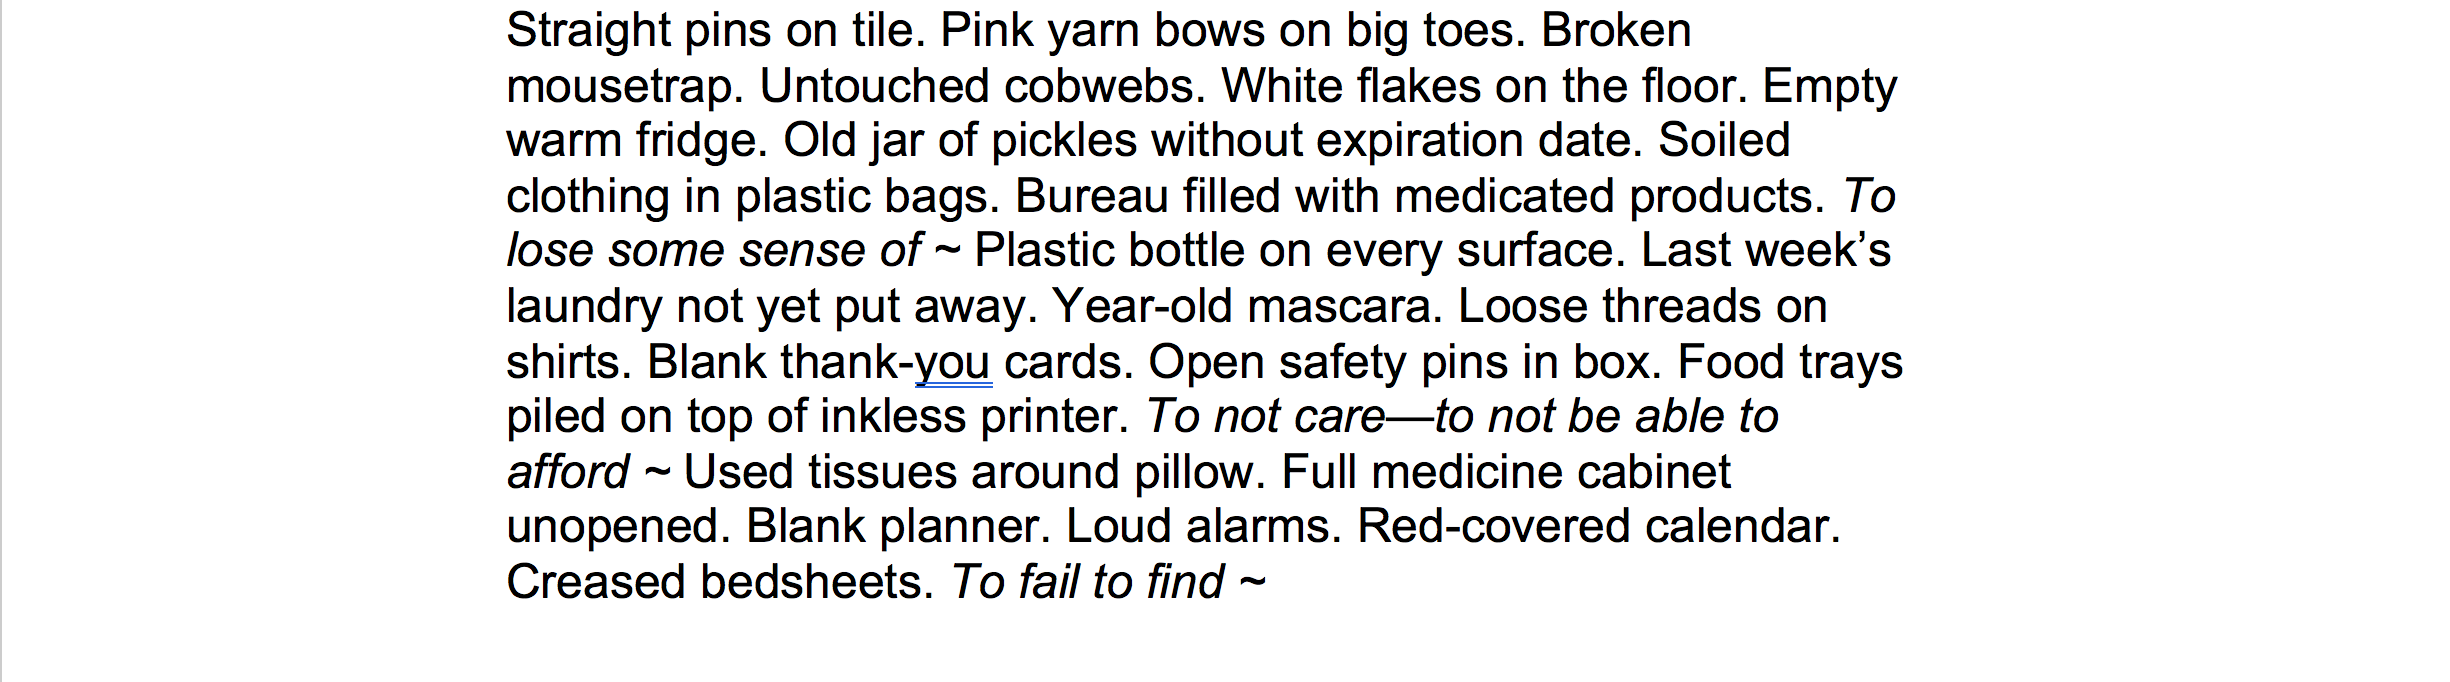 Straight pins on tile. Pink yarn bows on big toes. Broken
mousetrap. Untouched cobwebs. White flakes on the floor. Empty
warm fridge. Old jar of pickles without expiration date. Soiled
clothing in plastic bags. Bureau filled with medicated products. To
lose some sense of ~ Plastic bottle on every surface. Last week’s
laundry not yet put away. Year-old mascara. Loose threads on
shirts. Blank thank-you cards. Open safety pins in box. Food trays
piled on top of inkless printer. To not care—to not be able to
afford ~ Used tissues around pillow. Full medicine cabinet
unopened. Blank planner. Loud alarms. Red-covered calendar.
Creased bedsheets. To fail to find ~